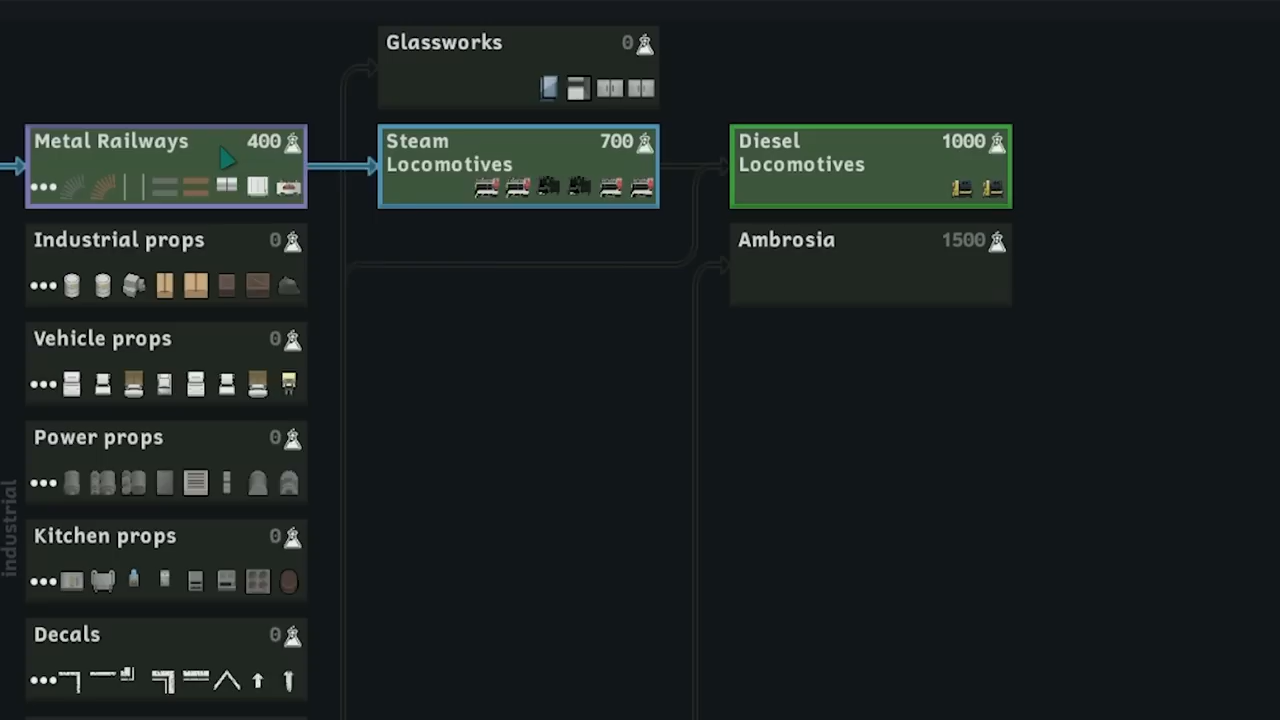 Glassworks 0
Metal Railways 400
Steam Locomotives 700
Diesel Locomotives 1000
Industrial props 0
Ambrosia 1500
Vehicle props 0
Power props 0
Kitchen props 0
Decals 0
industrial